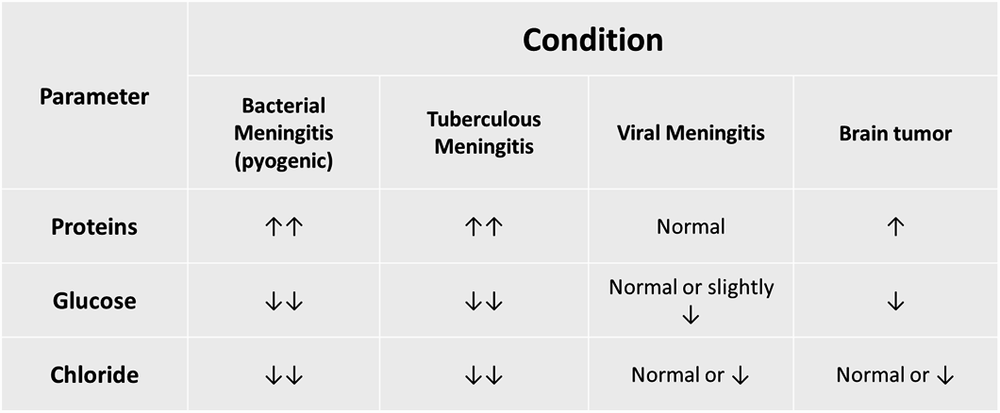 Condition
Parameter
Bacterial
Meningitis
(pyogenic)
Tuberculous
Meningitis
Viral Meningitis
Brain tumor
Proteins
↑↑
↑↑
Normal
↑
Glucose
↓↓
↓↓
Normal or slightly
↓
↓
Chloride
↓↓
↓↓
Normal or ↓
Normal or ↓